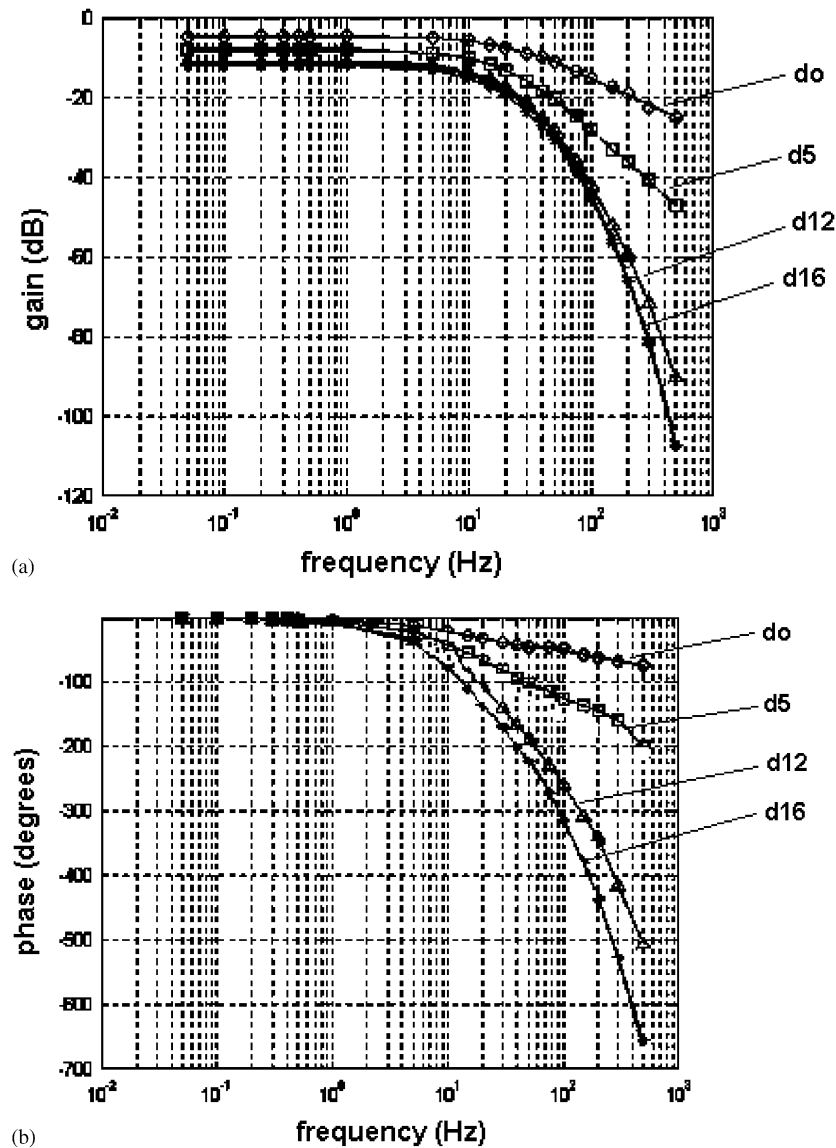 0
-20
-40
-60
-80
-100
-120
gain (dB)
do
d5
d12
d16
10⁻² 10⁻¹ 10⁰ 10¹ 10² 10³
frequency (Hz)
(a)
-100
-200
-300
-400
-500
-600
-700
phase (degrees)
do
d5
d12
d16
10⁻² 10⁻¹ 10⁰ 10¹ 10² 10³
frequency (Hz)
(b)